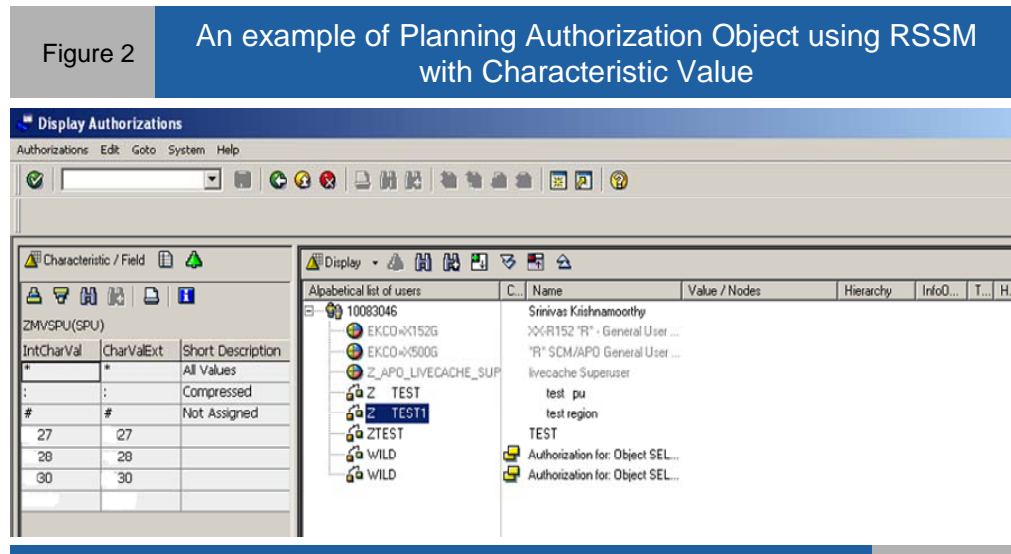 Figure 2
An example of Planning Authorization Object using RSSM
with Characteristic Value
Display Authorizations
Authorizations Edit Goto System Help
Characteristic / Field
ZMVSPU(SPU)
IntCharVal CharValExt Short Description
* * All Values
: : Compressed
# # Not Assigned
27 27
28 28
30 30
Display
Alpabetical list of users C... Name Value / Nodes Hierarchy InfoO... T... H.
10083046 Srinivas Krishnamoorthy
General User ...
"R" SCM/APO General User ...
Z_APO_LIVECACHE_SUP livecache Superuser
Z TEST test pu
Z TEST1 test region
ZTEST TEST
WILD Authorization for: Object SEL...
WILD Authorization for: Object SEL...